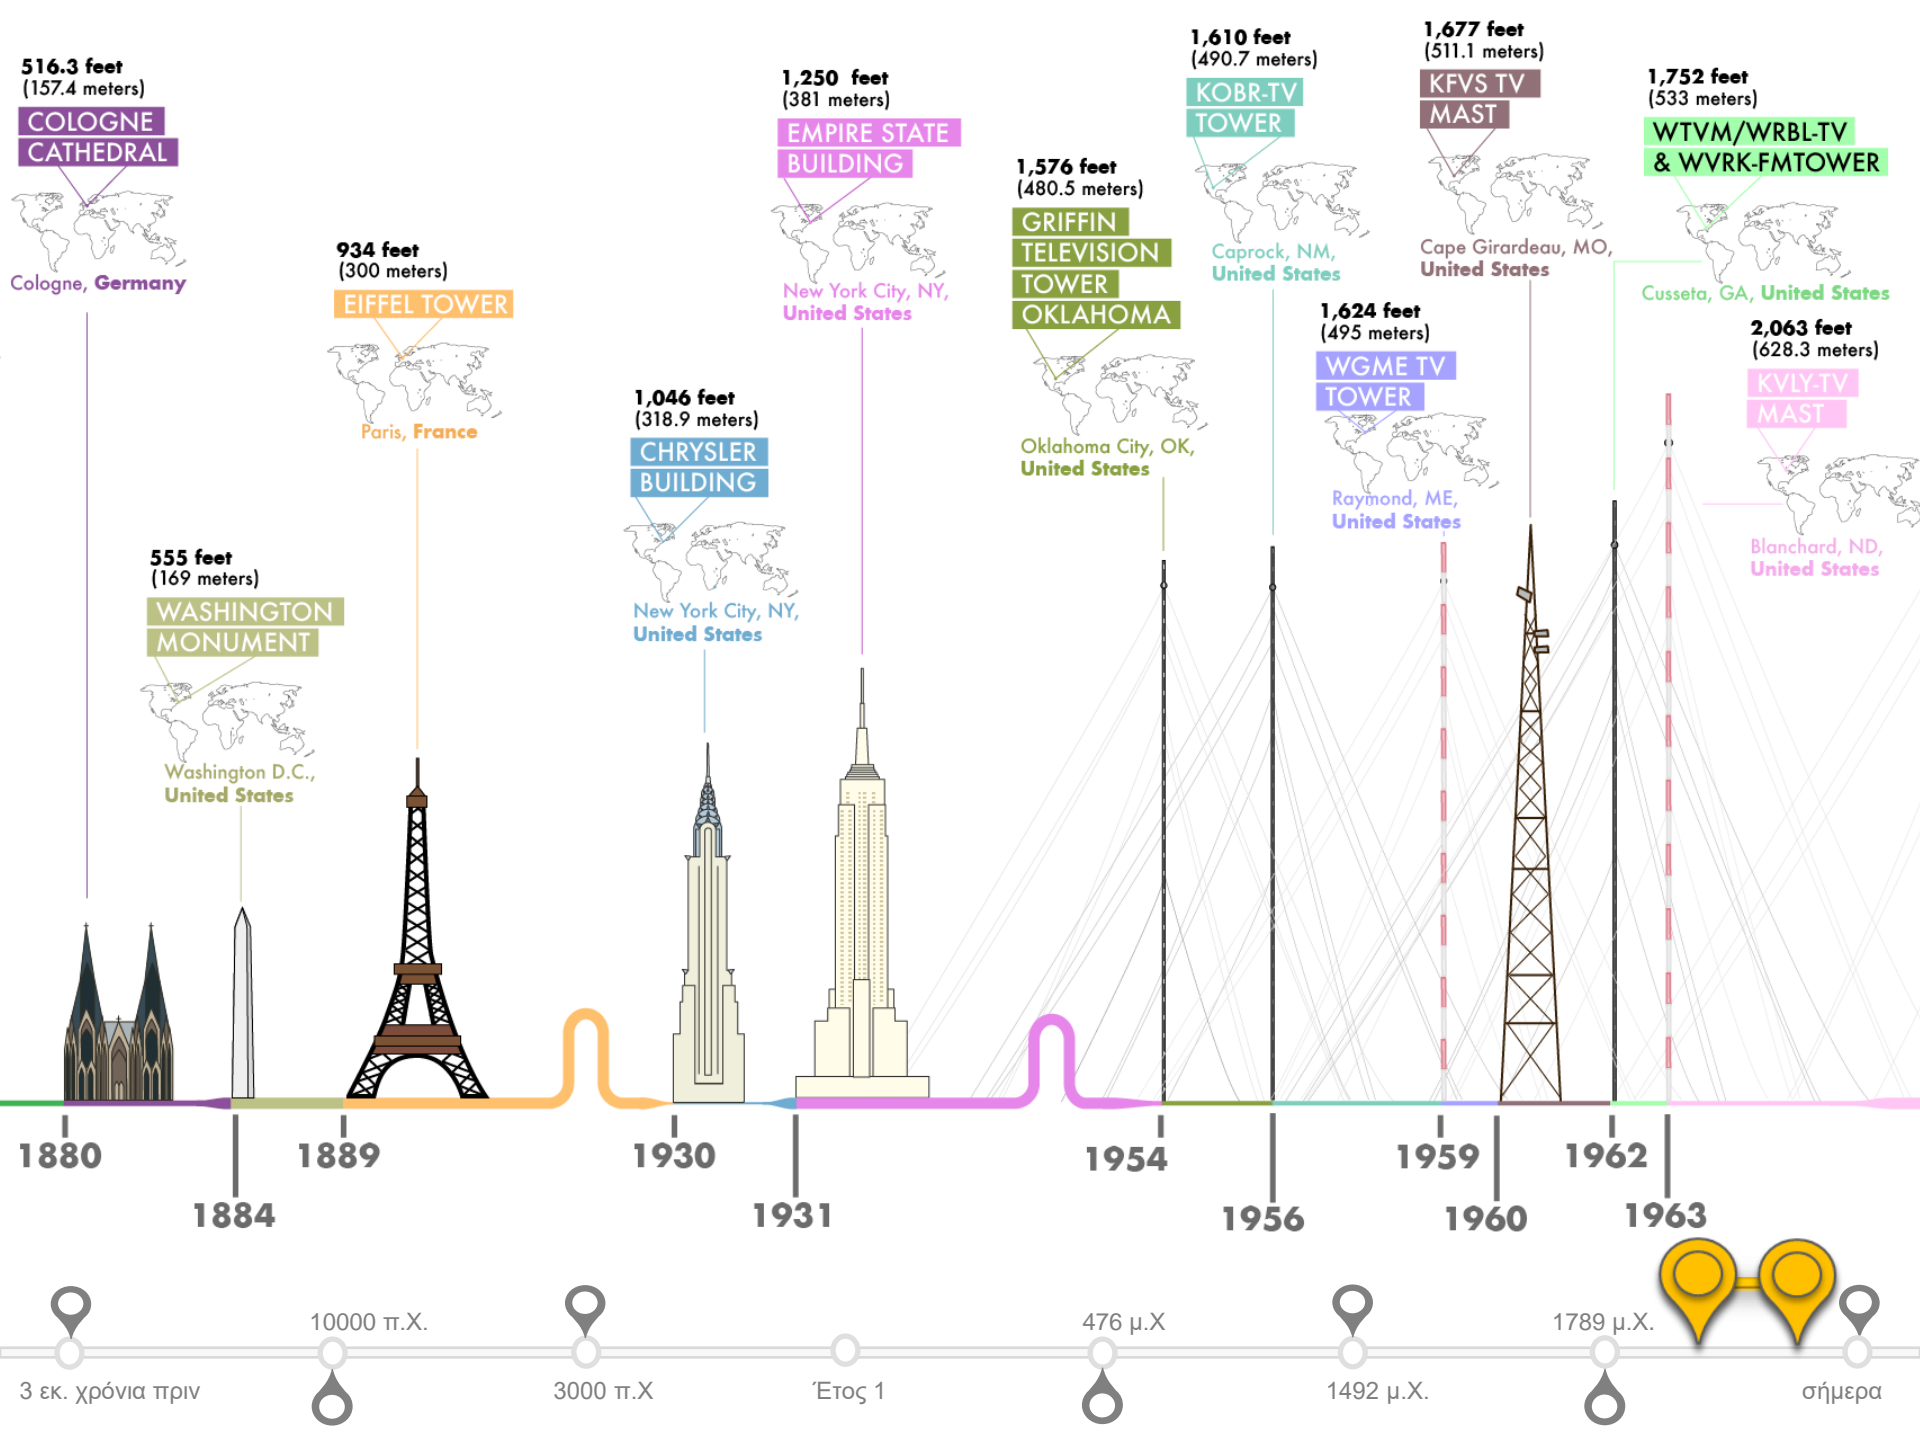 516.3 feet
(157.4 meters)
COLOGNE
CATHEDRAL
Cologne, Germany
555 feet
(169 meters)
WASHINGTON
MONUMENT
Washington D.C.,
United States
934 feet
(300 meters)
EIFFEL TOWER
Paris, France
1,046 feet
(318.9 meters)
CHRYSLER
BUILDING
New York City, NY,
United States
1,250 feet
(381 meters)
EMPIRE STATE
BUILDING
New York City, NY,
United States
1,576 feet
(480.5 meters)
GRIFFIN
TELEVISION
TOWER
OKLAHOMA
Oklahoma City, OK,
United States
1,610 feet
(490.7 meters)
KOBR-TV
TOWER
Caprock, NM,
United States
1,624 feet
(495 meters)
WGME TV
TOWER
Raymond, ME,
United States
1,677 feet
(511.1 meters)
KFVS TV
MAST
Cape Girardeau, MO,
United States
1,752 feet
(533 meters)
WTVM/WRBL-TV
& WVRK-FMTOWER
Cusseta, GA, United States
2,063 feet
(628.3 meters)
KVLY-TV
MAST
Blanchard, ND,
United States
1880
1884
1889
1930
1931
1954
1956
1959
1960
1962
1963
3 εκ. χρόνια πριν
10000 π.Χ.
3000 π.Χ
Έτος 1
476 μ.Χ
1492 μ.Χ.
1789 μ.Χ.
σήμερα